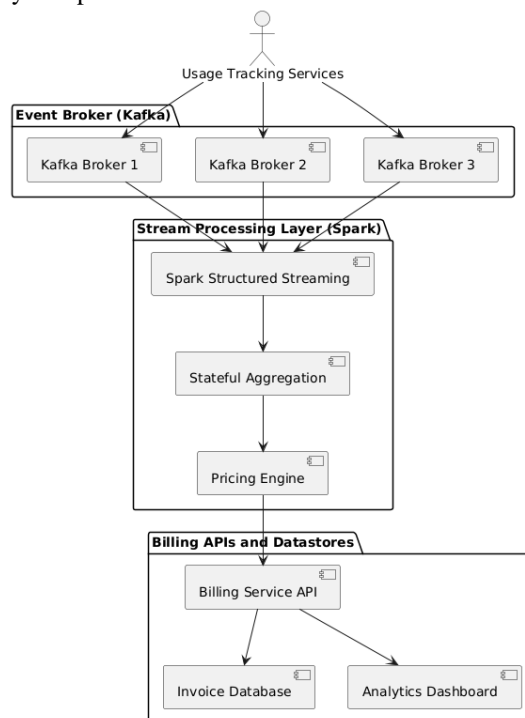 Usage Tracking Services
Event Broker (Kafka)
Kafka Broker 1
Kafka Broker 2
Kafka Broker 3
Stream Processing Layer (Spark)
Spark Structured Streaming
Stateful Aggregation
Pricing Engine
Billing APIs and Datastores
Billing Service API
Invoice Database
Analytics Dashboard